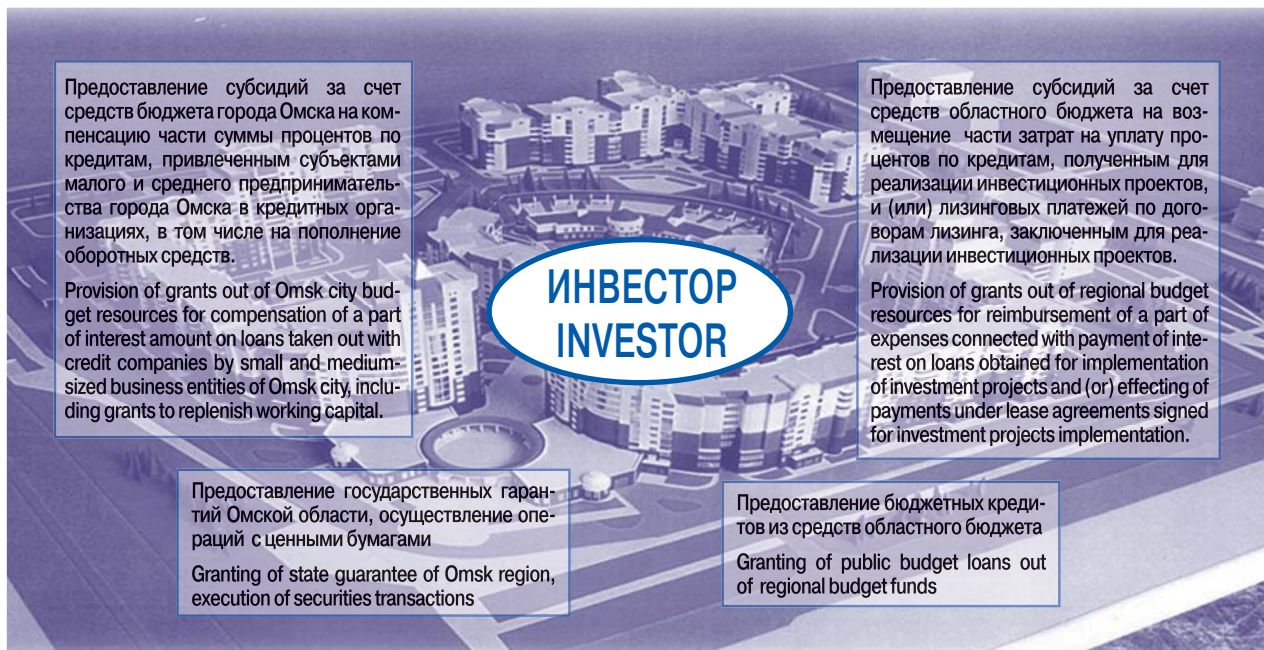 Предоставление субсидий за счет
средств бюджета города Омска на ком-
пенсацию части суммы процентов по
кредитам, привлеченным субъектами
малого и среднего предприниматель-
ства города Омска в кредитных орга-
низациях, в том числе на пополнение
оборотных средств.
Provision of grants out of Omsk city bud-
get resources for compensation of a part
of interest amount on loans taken out with
credit companies by small and medium-
sized business entities of Omsk city, inclu-
ding grants to replenish working capital.
ИНВЕСТОР
INVESTOR
Предоставление субсидий за счет
средств областного бюджета на воз-
мещение части затрат на уплату про-
центов по кредитам, полученным для
реализации инвестиционных проектов,
и (или) лизинговых платежей по дого-
ворам лизинга, заключенным для реа-
лизации инвестиционных проектов.
Provision of grants out of regional budget
resources for reimbursement of a part of
expenses connected with payment of inte-
rest on loans obtained for implementation
of investment projects and (or) effecting of
payments under lease agreements signed
for investment projects implementation.
Предоставление государственных гаран-
тий Омской области, осуществление опе-
раций с ценными бумагами
Granting of state guarantee of Omsk region,
execution of securities transactions
Предоставление бюджетных креди-
тов из средств областного бюджета
Granting of public budget loans out
of regional budget funds